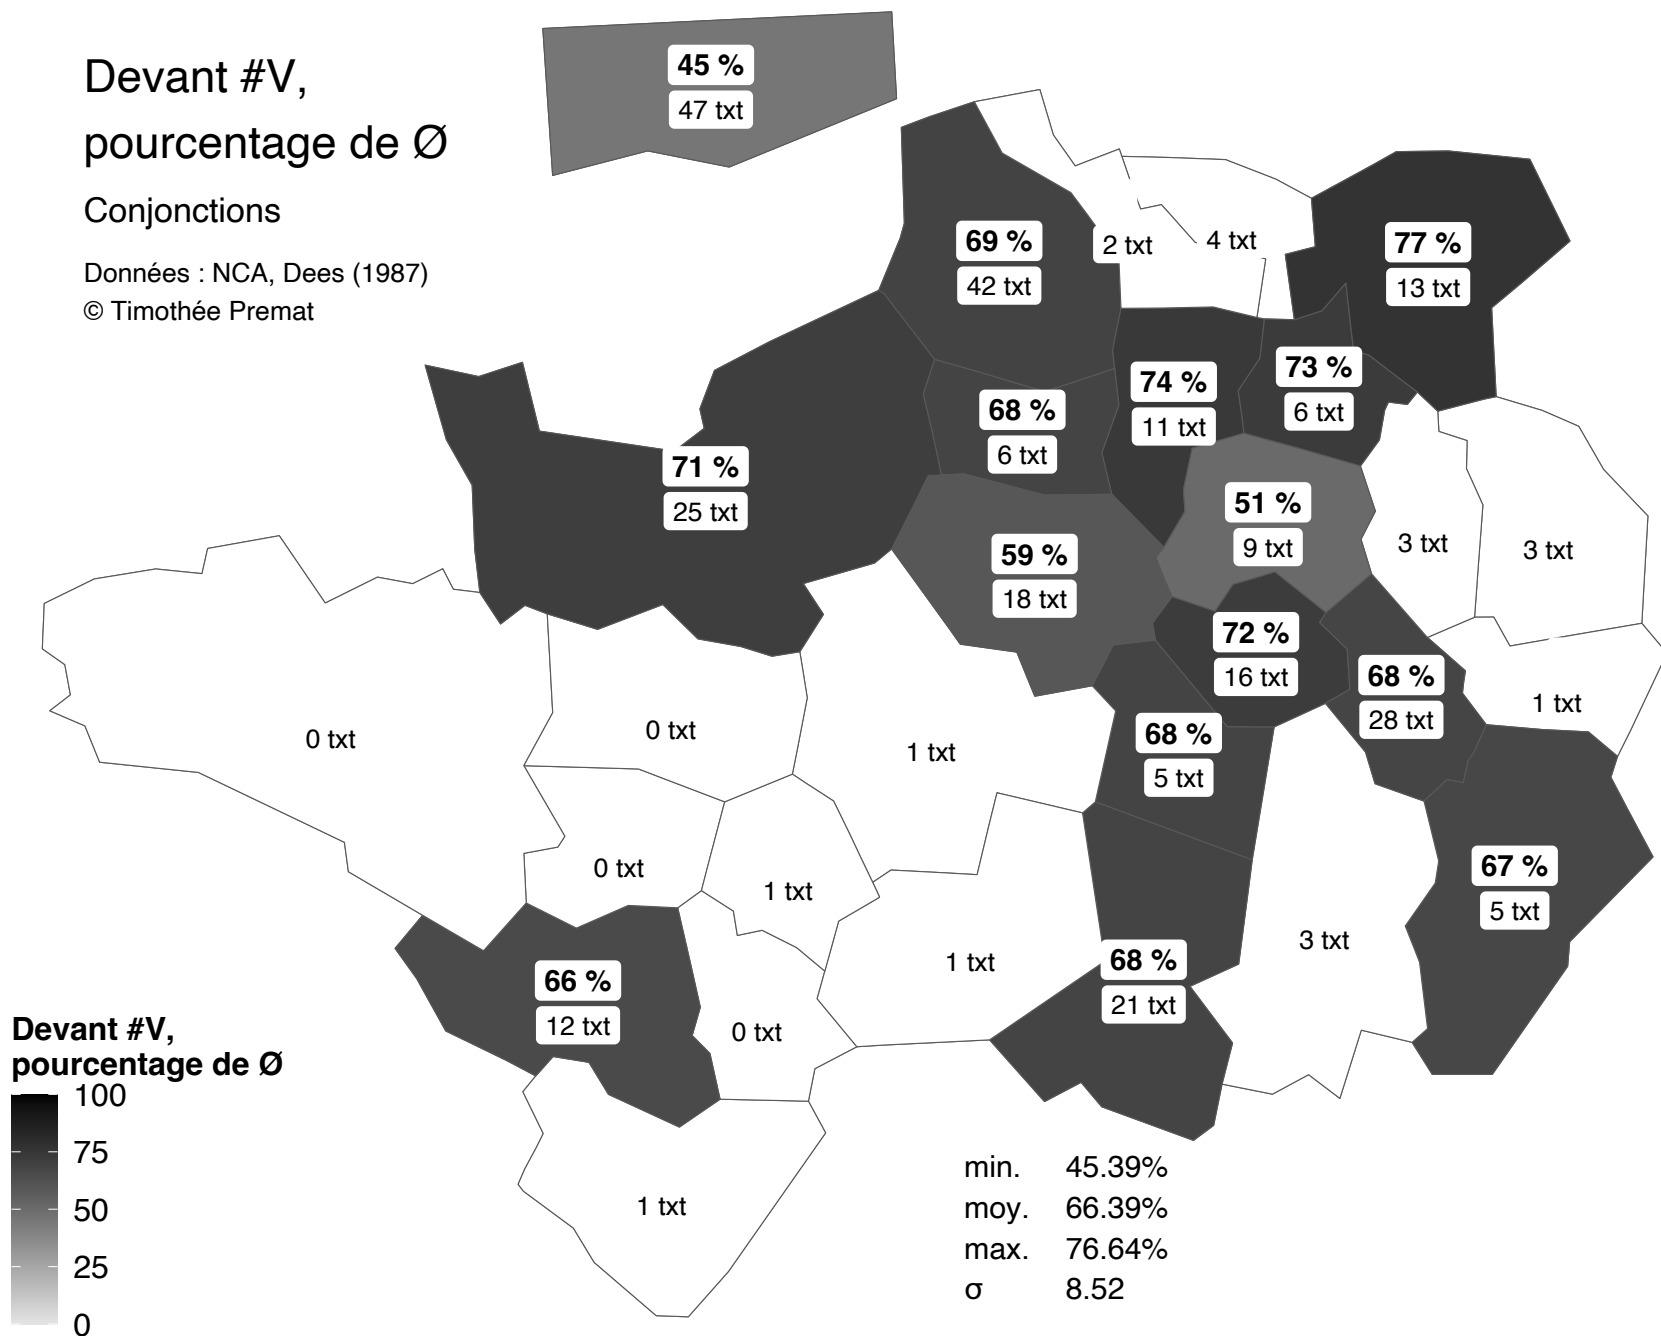 Devant #V,
pourcentage de Ø
Conjonctions
Données : NCA, Dees (1987)
© Timothée Premat
45 %
47 txt
69 %
42 txt
2 txt
4 txt
77 %
13 txt
71 %
25 txt
68 %
6 txt
74 %
11 txt
73 %
6 txt
59 %
18 txt
51 %
9 txt
3 txt
3 txt
72 %
16 txt
68 %
28 txt
1 txt
0 txt
0 txt
1 txt
68 %
5 txt
0 txt
1 txt
67 %
5 txt
66 %
12 txt
0 txt
1 txt
68 %
21 txt
3 txt
1 txt
Devant #V,
pourcentage de Ø
100
75
50
25
0
min. 45.39%
moy. 66.39%
max. 76.64%
σ 8.52